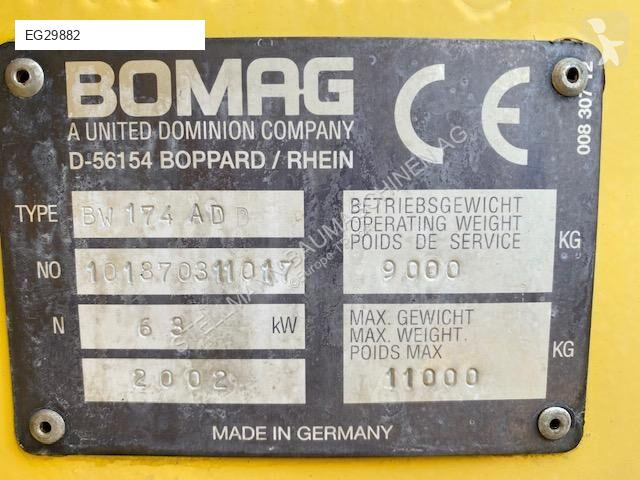 EG29882
BOMAG
CE
A UNITED DOMINION COMPANY
D-56154 BOPPARD / RHEIN
008 307 12
TYPE BW 174 AD D
NO 101870311017
N 63 kW
2002
BETRIEBSGEWICHT
OPERATING WEIGHT
POIDS DE SERVICE
9000 KG
MAX. GEWICHT
MAX. WEIGHT.
POIDS MAX
11000 KG
MADE IN GERMANY
BAUMASCHINEN AG